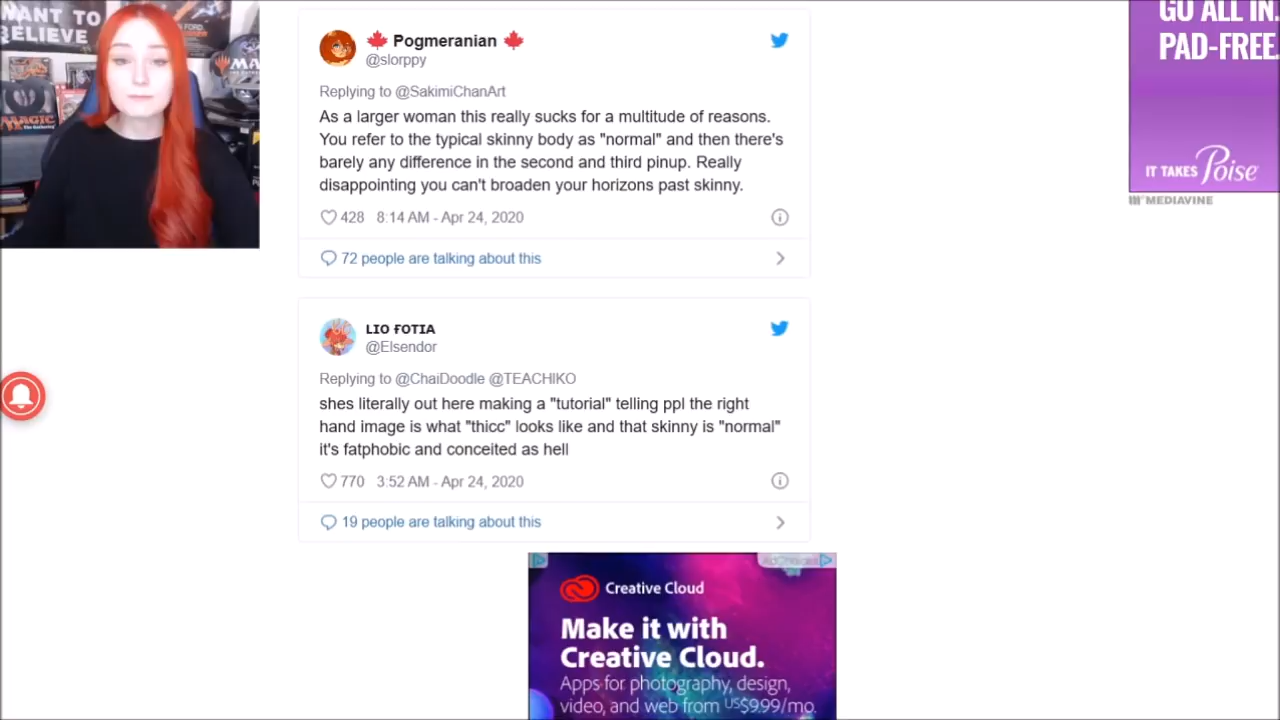 WANT TO
BELIEVE
MAGIC
The Gathering
MA
Pogmeranian
@slorppy
Replying to @SakimiChanArt
As a larger woman this really sucks for a multitude of reasons.
You refer to the typical skinny body as "normal" and then there's
barely any difference in the second and third pinup. Really
disappointing you can't broaden your horizons past skinny.
428 8:14 AM - Apr 24, 2020
72 people are talking about this
LIO FOTIA
@Elsendor
Replying to @ChaiDoodle @TEACHIKO
shes literally out here making a "tutorial" telling ppl the right
hand image is what "thicc" looks like and that skinny is "normal"
it's fatphobic and conceited as hell
770 3:52 AM - Apr 24, 2020
19 people are talking about this
GO ALL IN.
PAD-FREE
IT TAKES Poise
MEDIAVINE
AdChoices
Creative Cloud
Make it with
Creative Cloud.
Apps for photography, design,
video, and web from US$9.99/mo.